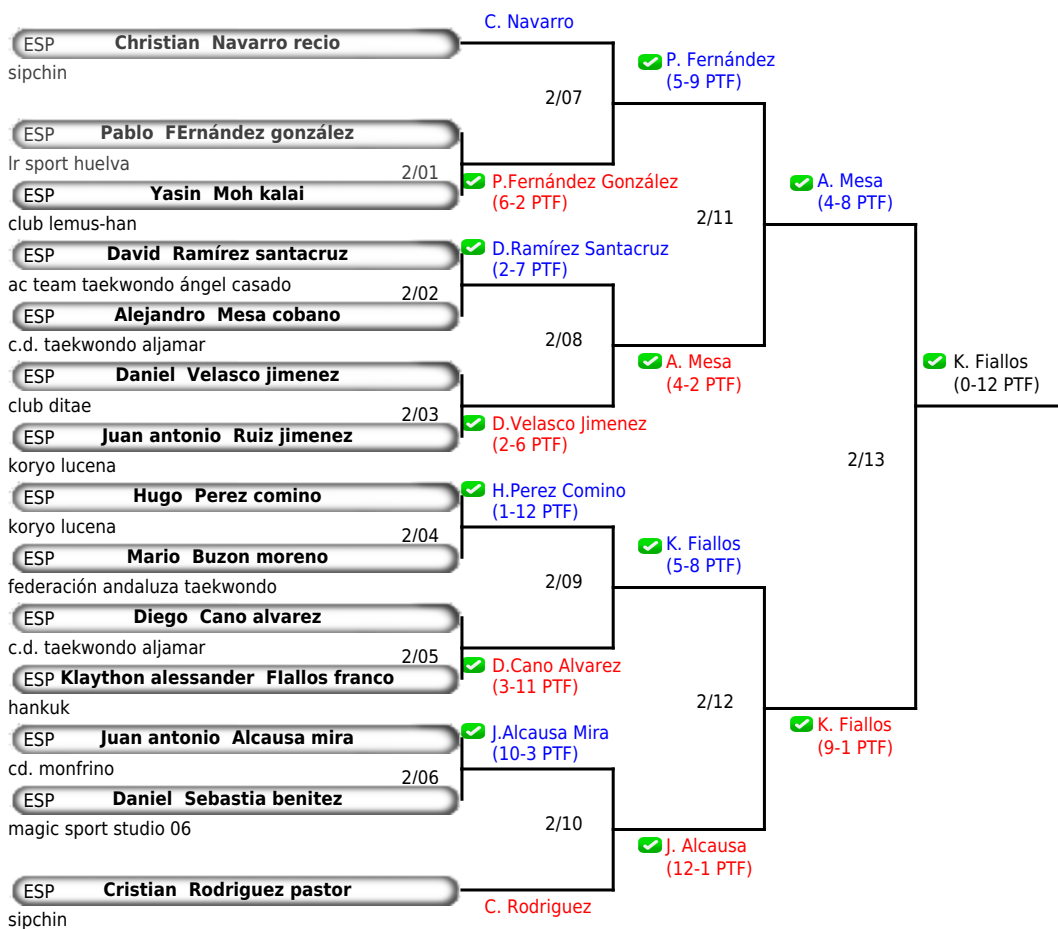 C. Navarro
ESP Christian Navarro recio
sipchin
P. Fernández
(5-9 PTF)
2/07
ESP Pablo FErnández gonzález
lr sport huelva
2/01
P.Fernández González
(6-2 PTF)
ESP Yasin Moh kalai
club lemus-han
A. Mesa
(4-8 PTF)
2/11
ESP David Ramírez santacruz
ac team taekwondo ángel casado
D.Ramírez Santacruz
(2-7 PTF)
2/02
ESP Alejandro Mesa cobano
c.d. taekwondo aljamar
2/08
A. Mesa
(4-2 PTF)
K. Fiallos
(0-12 PTF)
ESP Daniel Velasco jimenez
club ditae
2/03
D.Velasco Jimenez
(2-6 PTF)
ESP Juan antonio Ruiz jimenez
koryo lucena
2/13
ESP Hugo Perez comino
koryo lucena
H.Perez Comino
(1-12 PTF)
2/04
ESP Mario Buzon moreno
federación andaluza taekwondo
K. Fiallos
(5-8 PTF)
2/09
ESP Diego Cano alvarez
c.d. taekwondo aljamar
2/05
D.Cano Alvarez
(3-11 PTF)
ESP Klaython alessander FIallos franco
hankuk
2/12
K. Fiallos
(9-1 PTF)
ESP Juan antonio Alcausa mira
cd. monfrino
J.Alcausa Mira
(10-3 PTF)
2/06
ESP Daniel Sebastia benitez
magic sport studio 06
2/10
J. Alcausa
(12-1 PTF)
ESP Cristian Rodriguez pastor
sipchin
C. Rodriguez